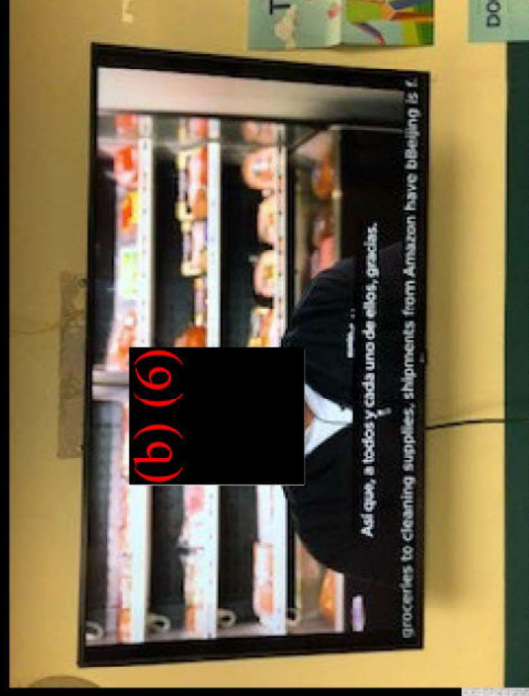 T
DO
(b) (6)
Así que, a todos y cada uno de ellos, gracias.
groceries to cleaning supplies, shipments from Amazon have bBeijing is f.